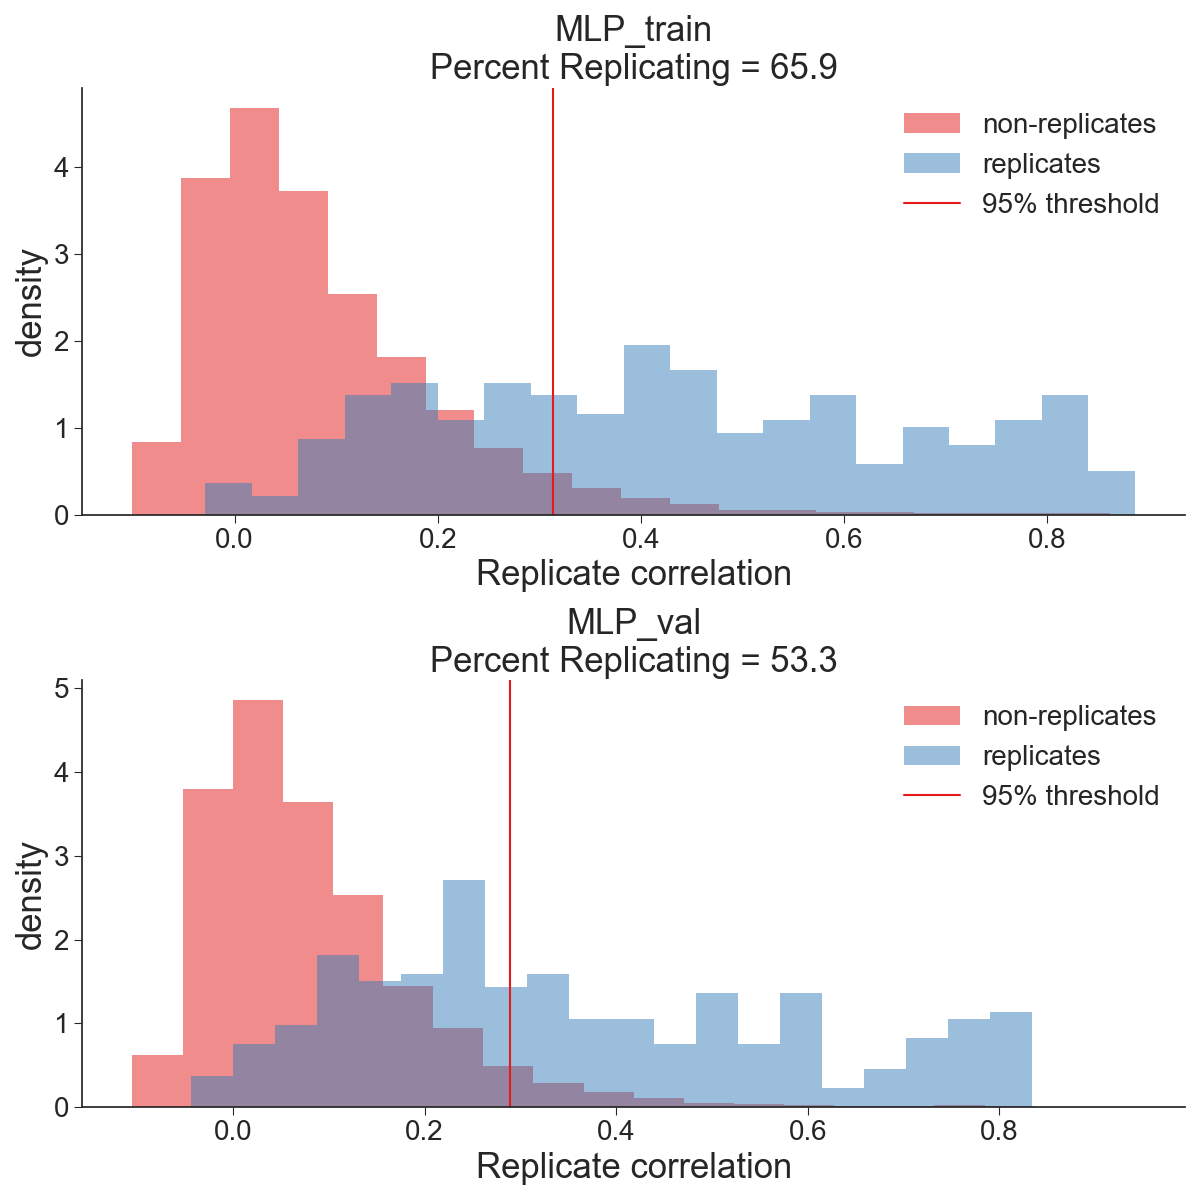 MLP_train
Percent Replicating = 65.9
non-replicates
replicates
95% threshold
density
4
3
2
1
0
0.0 0.2 0.4 0.6 0.8
Replicate correlation
MLP_val
Percent Replicating = 53.3
non-replicates
replicates
95% threshold
density
5
4
3
2
1
0
0.0 0.2 0.4 0.6 0.8
Replicate correlation